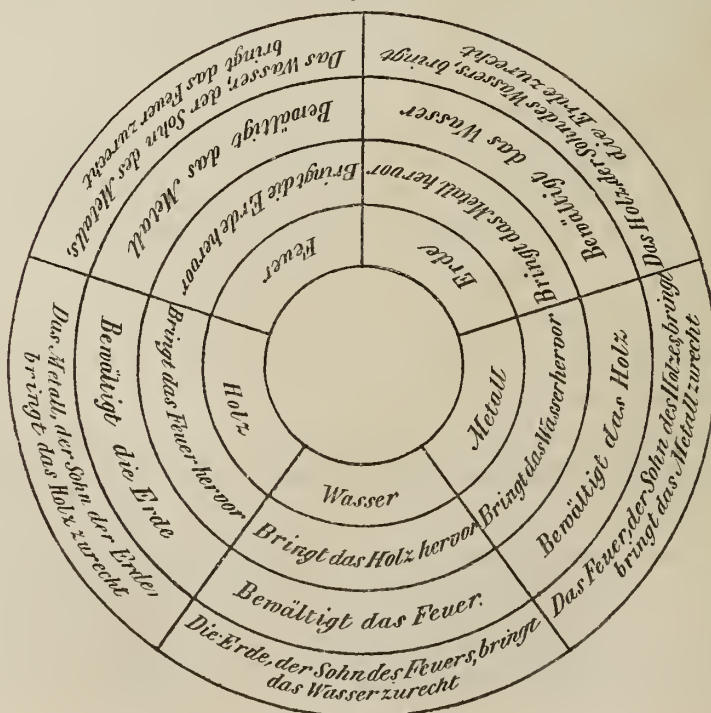 Feuer
Bringt die Erde hervor
Bewältigt das Metall
Das Wasser, der Sohn des Metalls,
bringt das Feuer zurecht
Erde
Bringt das Metall hervor
Bewältigt das Wasser
Das Holz, der Sohn des Wassers, bringt
die Erde zurecht
Metall
Bringt das Wasser hervor
Bewältigt das Holz
Das Feuer, der Sohn des Holzes, bringt
bringt das Metall zurecht
Wasser
Bringt das Holz hervor
Bewältigt das Feuer.
Die Erde, der Sohn des Feuers, bringt
das Wasser zurecht
Holz
Bringt das Feuer hervor
Bewältigt die Erde
Das Metall, der Sohn der Erde,
bringt das Holz zurecht